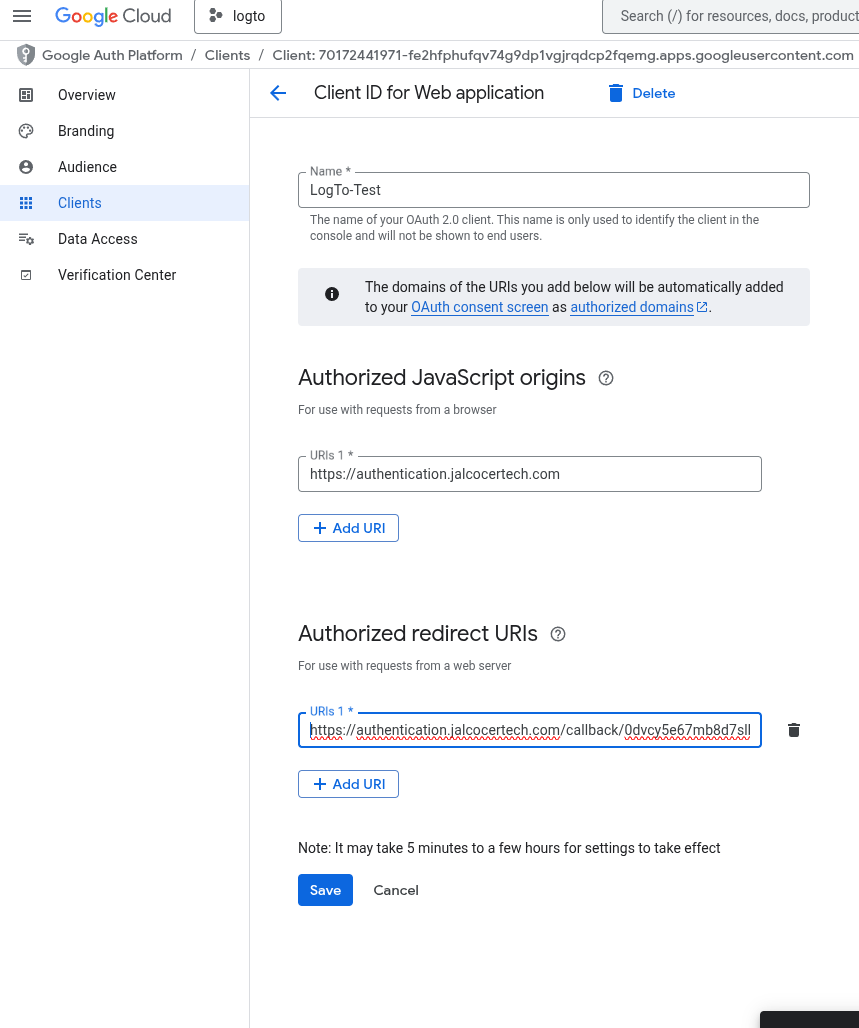 Google Cloud
logto
Search (/) for resources, docs, product
Google Auth Platform / Clients / Client: 70172441971-fe2hfphufqv74g9dp1vgjrqdcp2fqemg.apps.googleusercontent.com
Overview
Branding
Audience
Clients
Data Access
Verification Center
Client ID for Web application
Delete
Name *
LogTo-Test
The name of your OAuth 2.0 client. This name is only used to identify the client in the
console and will not be shown to end users.
The domains of the URIs you add below will be automatically added
to your OAuth consent screen as authorized domains.
Authorized JavaScript origins
For use with requests from a browser
URIs 1 *
https://authentication.jalcocertech.com
Add URI
Authorized redirect URIs
For use with requests from a web server
URIs 1 *
https://authentication.jalcocertech.com/callback/0dvcy5e67mb8d7sll
Add URI
Note: It may take 5 minutes to a few hours for settings to take effect
Save
Cancel